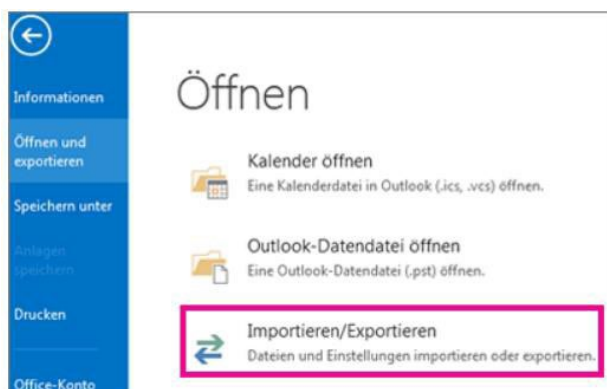 Informationen
Öffnen und
exportieren
Speichern unter
Anlagen
speichern
Drucken
Office-Konto
Öffnen
Kalender öffnen
Eine Kalenderdatei in Outlook (.ics, .vcs) öffnen.
Outlook-Datendatei öffnen
Eine Outlook-Datendatei (.pst) öffnen.
Importieren/Exportieren
Dateien und Einstellungen importieren oder exportieren.